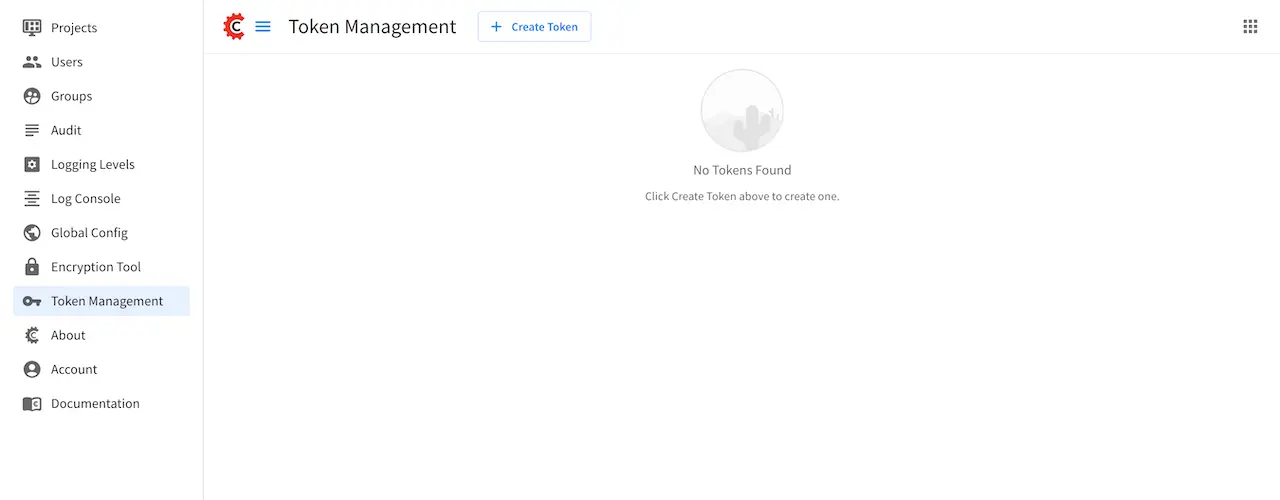 Projects
Users
Groups
Audit
Logging Levels
Log Console
Global Config
Encryption Tool
Token Management
About
Account
Documentation
C
Token Management
+ Create Token
No Tokens Found
Click Create Token above to create one.